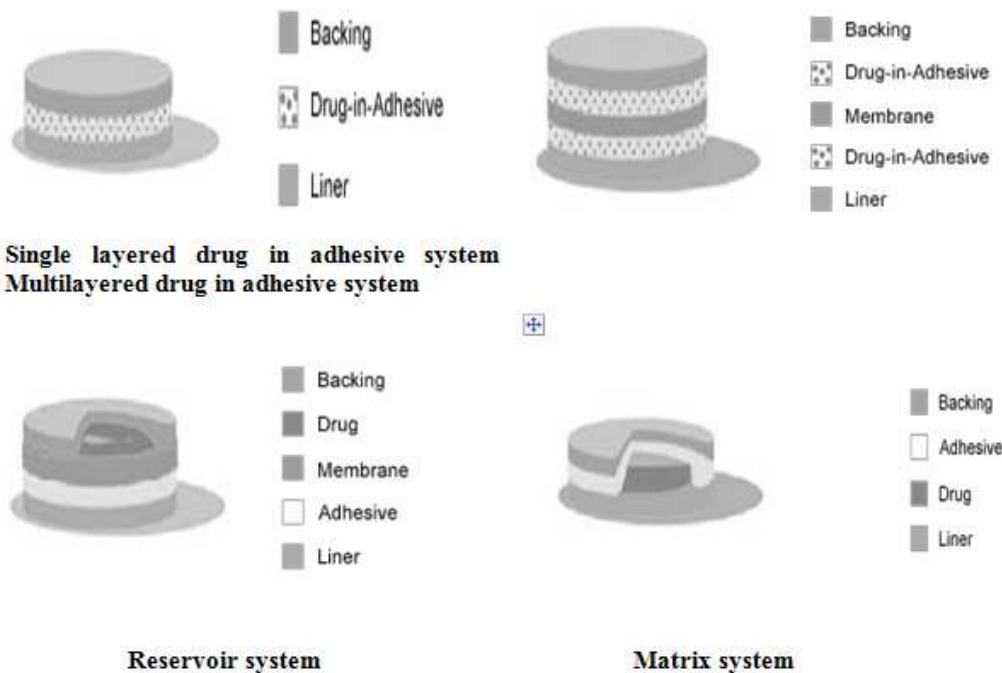 Backing
Drug-in-Adhesive
Liner
Backing
Drug-in-Adhesive
Membrane
Drug-in-Adhesive
Liner
Single layered drug in adhesive system
Multilayered drug in adhesive system
Backing
Drug
Membrane
Adhesive
Liner
Backing
Adhesive
Drug
Liner
Reservoir system
Matrix system